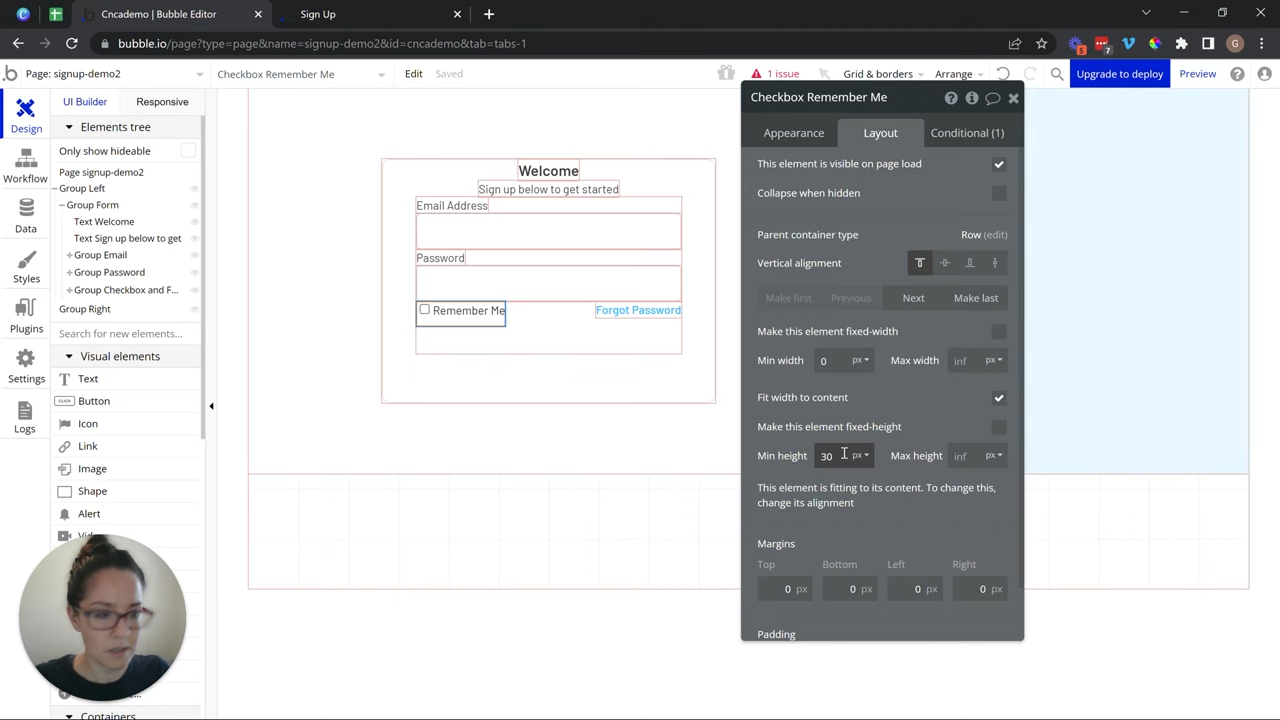 Cncademo | Bubble Editor
Sign Up
bubble.io/page?type=page&name=signup-demo2&id=cncademo&tab=tabs-1
5
7
G
Page: signup-demo2
Checkbox Remember Me
Edit
Saved
1 issue
Grid & borders
Arrange
Upgrade to deploy
Preview
Design
Workflow
Data
Styles
Plugins
Settings
Logs
UI Builder
Responsive
Elements tree
Only show hideable
Page signup-demo2
Group Left
Group Form
Text Welcome
Text Sign up below to get
Group Email
Group Password
Group Checkbox and F...
Group Right
Search for new elements...
Visual elements
Text
Button
CLICK
Icon
Link
Image
Shape
Alert
Containers
Welcome
Sign up below to get started
Email Address
Password
Remember Me
Forgot Password
Checkbox Remember Me
Appearance
Layout
Conditional (1)
This element is visible on page load
Collapse when hidden
Parent container type
Row (edit)
Vertical alignment
Make first
Previous
Next
Make last
Make this element fixed-width
Min width 0 px
Max width inf px
Fit width to content
Make this element fixed-height
Min height 30 px
Max height inf px
This element is fitting to its content. To change this,
change its alignment
Margins
Top Bottom Left Right
0 px 0 px 0 px 0 px
Padding